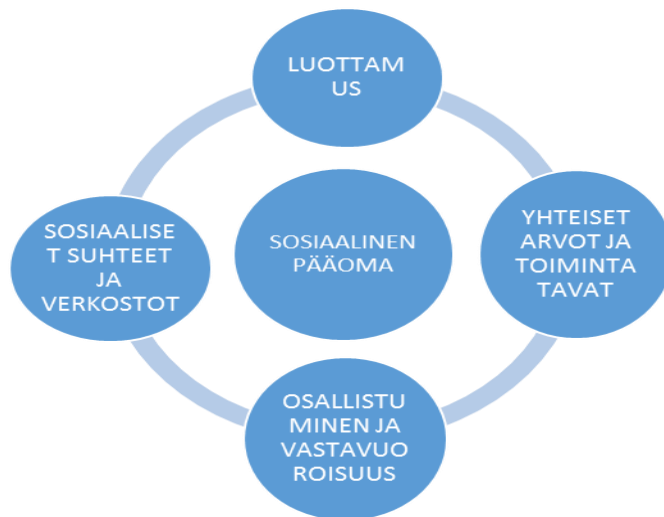 LUOTTAM
US
SOSIAALISE
T SUHTEET
JA
VERKOSTOT
SOSIAALINEN
PÄÄOMA
YHTEISET
ARVOT JA
TOIMINTA
TAVAT
OSALLISTU
MINEN JA
VASTAVUO
ROISUUS